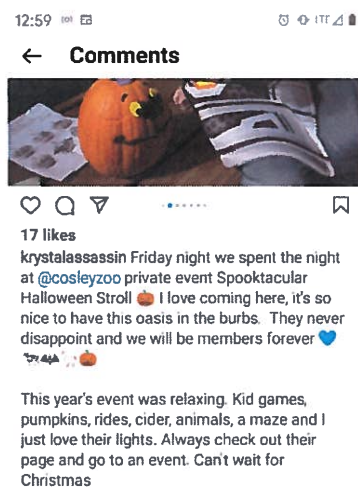 12:59
LTE
Comments
17 likes
krystalassassin Friday night we spent the night
at @cosleyzoo private event Spooktacular
Halloween Stroll 🎃 I love coming here, it's so
nice to have this oasis in the burbs. They never
disappoint and we will be members forever 💙
🎃
This year's event was relaxing. Kid games,
pumpkins, rides, cider, animals, a maze and I
just love their lights. Always check out their
page and go to an event. Can't wait for
Christmas